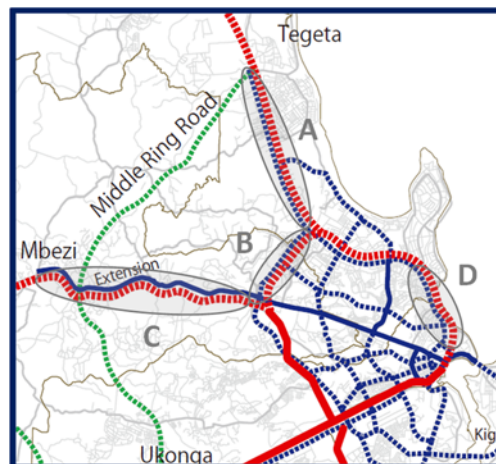 Tegeta
A
Middle Ring Road
B
Mbezi
Extension
D
C
Ukonga
Kig